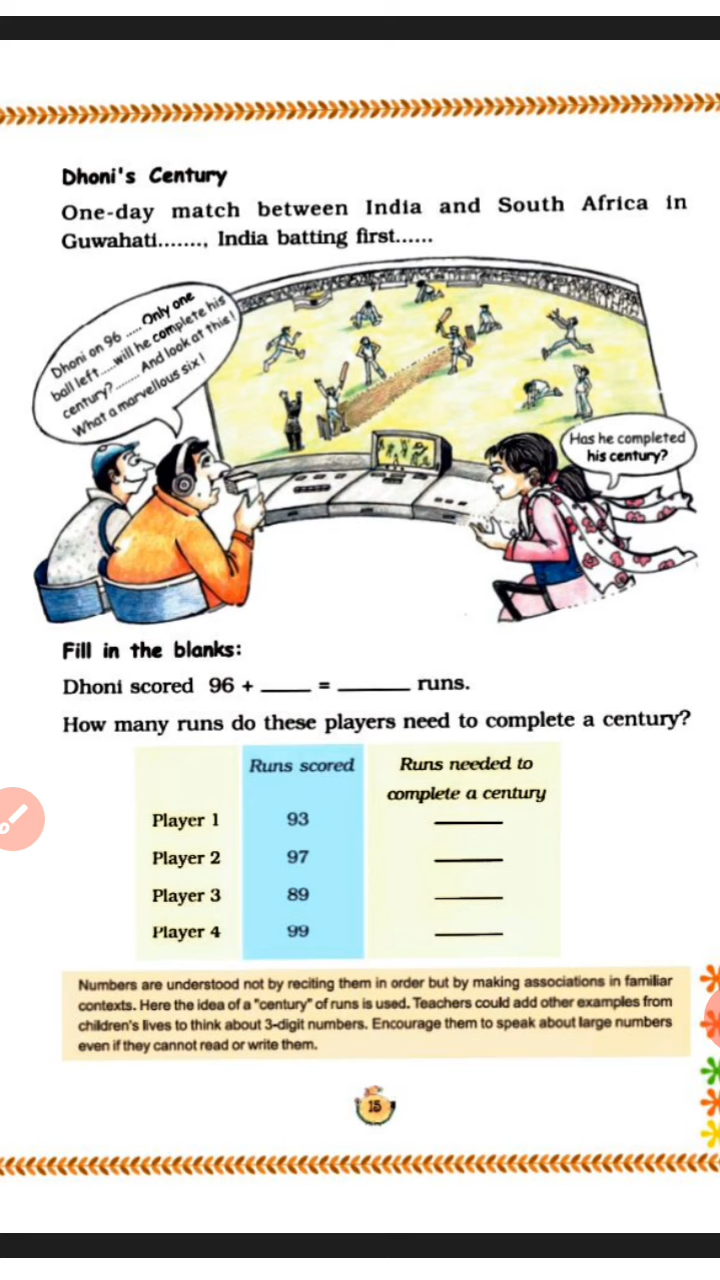 Dhoni's Century
One-day match between India and South Africa in
Guwahati......., India batting first......
Dhoni on 96 ..... Only one
ball left.....will he complete his
century? ........ And look at this!
What a marvellous six!
Has he completed
his century?
Fill in the blanks:
Dhoni scored 96 + _____ = _______ runs.
How many runs do these players need to complete a century?
Runs scored Runs needed to
complete a century
Player 1 93 _______
Player 2 97 _______
Player 3 89 _______
Player 4 99 _______
Numbers are understood not by reciting them in order but by making associations in familiar
contexts. Here the idea of a "century" of runs is used. Teachers could add other examples from
children's lives to think about 3-digit numbers. Encourage them to speak about large numbers
even if they cannot read or write them.
15